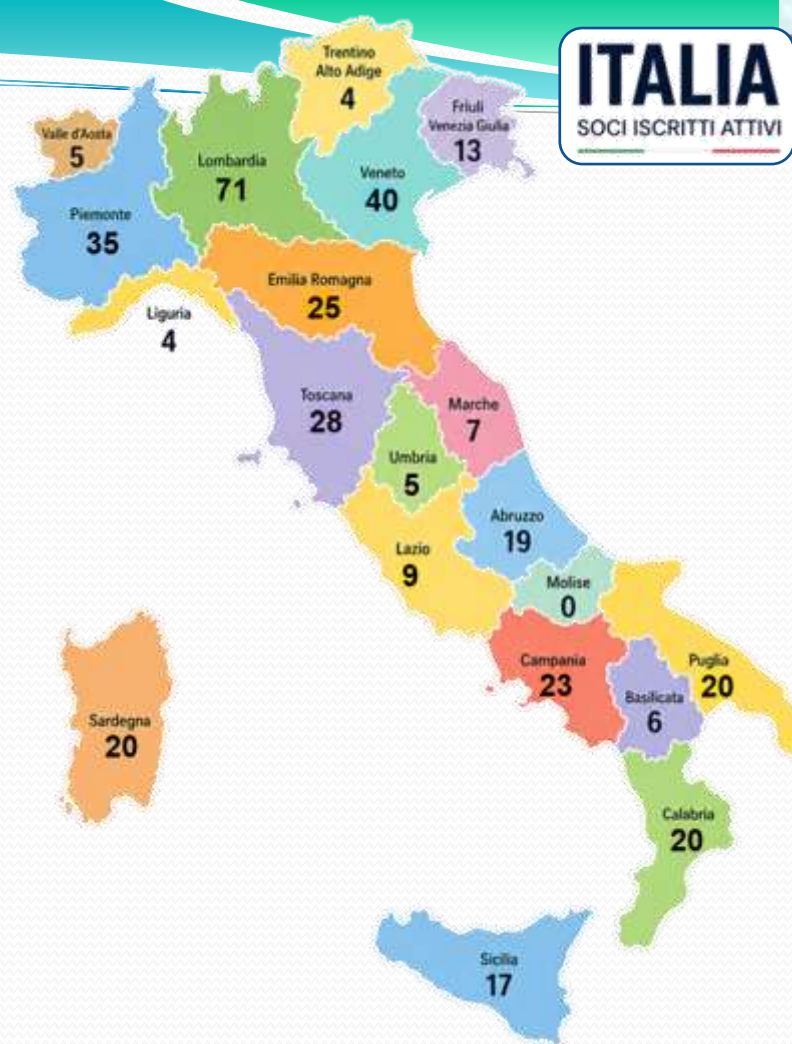 ITALIA
SOCI ISCRITTI ATTIVI
Trentino
Alto Adige
4
Friuli
Venezia Giulia
13
Valle d'Aosta
5
Lombardia
71
Veneto
40
Piemonte
35
Emilia Romagna
25
Liguria
4
Toscana
28
Marche
7
Umbria
5
Abruzzo
19
Lazio
9
Molise
0
Campania
23
Puglia
20
Basilicata
6
Sardegna
20
Calabria
20
Sicilia
17